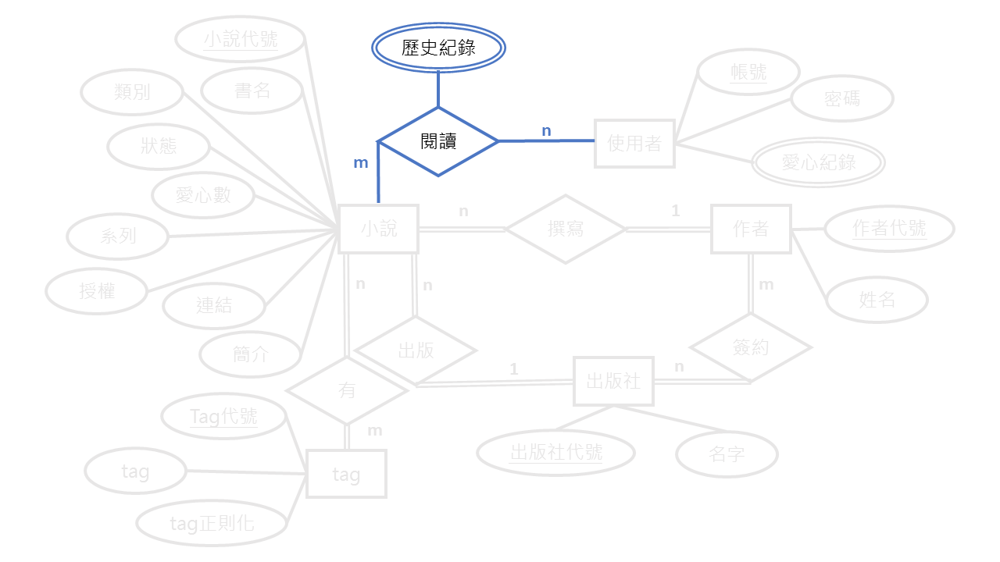 小說代號
歷史紀錄
類別
書名
帳號
密碼
狀態
閱讀
n
使用者
m
愛心紀錄
愛心數
系列
小說
n
撰寫
1
作者
作者代號
授權
連結
n
n
m
姓名
簡介
出版
簽約
有
1
出版社
n
Tag代號
m
出版社代號
名字
tag
tag
tag正則化